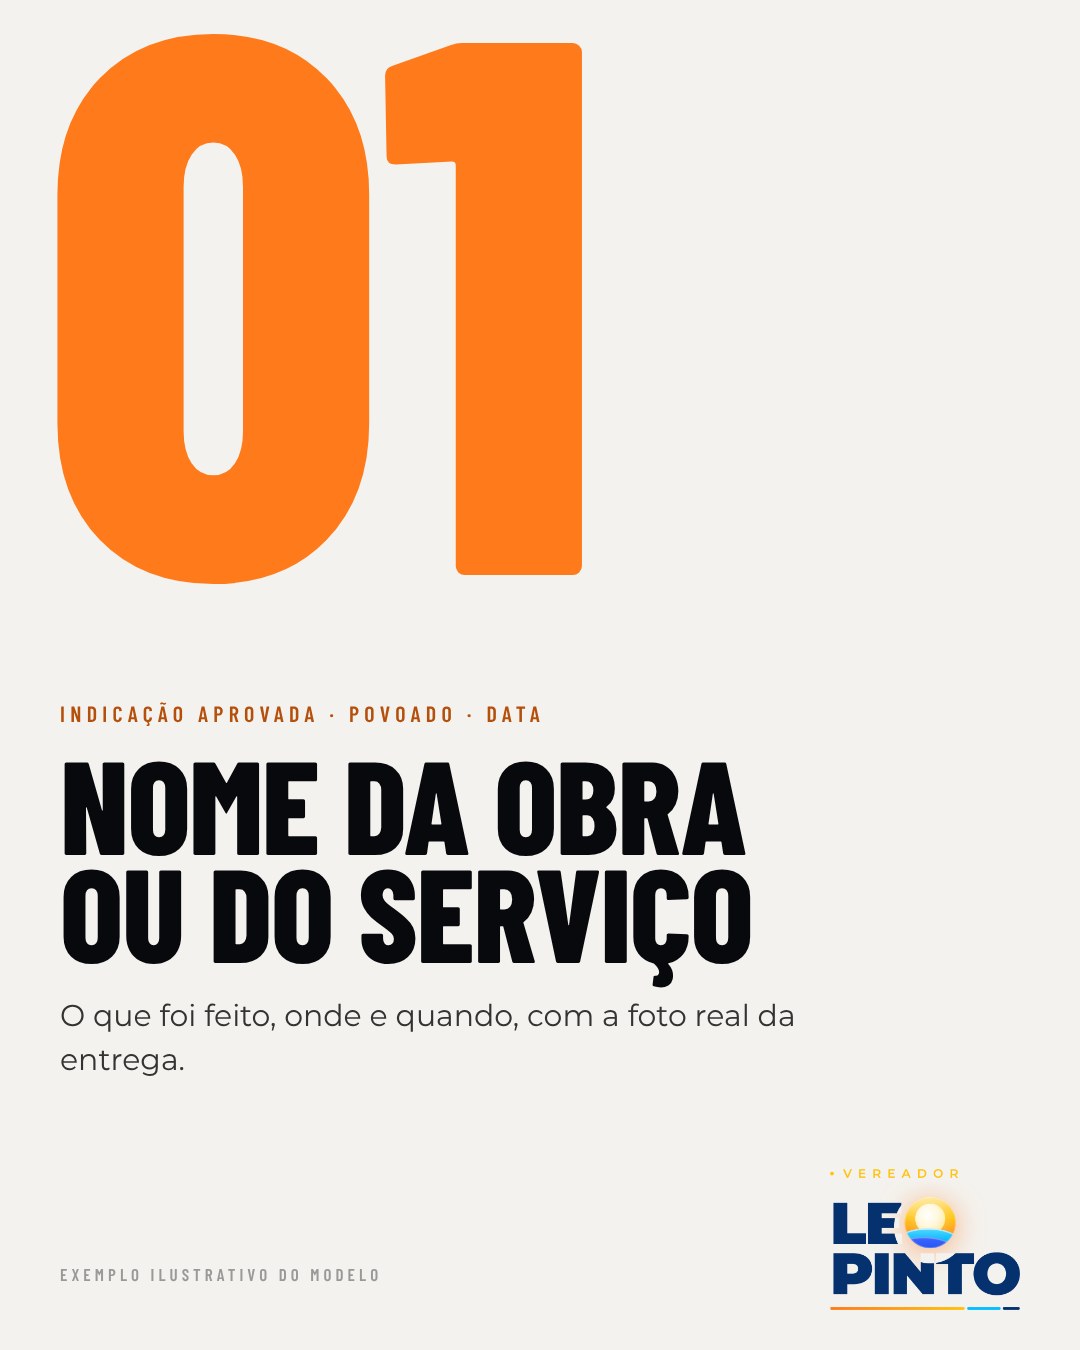 01
INDICAÇÃO APROVADA · POVOADO · DATA
NOME DA OBRA
OU DO SERVIÇO
O que foi feito, onde e quando, com a foto real da
entrega.
• VEREADOR
LEO
PINTO
EXEMPLO ILUSTRATIVO DO MODELO